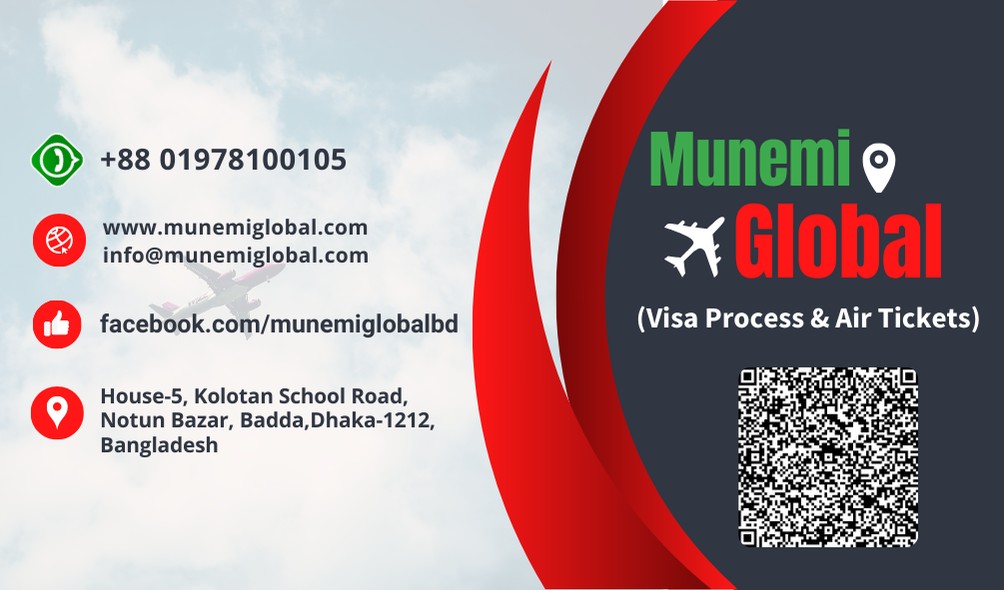 +88 01978100105
www.munemiglobal.com
info@munemiglobal.com
facebook.com/munemiglobalbd
House-5, Kolotan School Road,
Notun Bazar, Badda,Dhaka-1212,
Bangladesh
Munemi
Global
(Visa Process & Air Tickets)